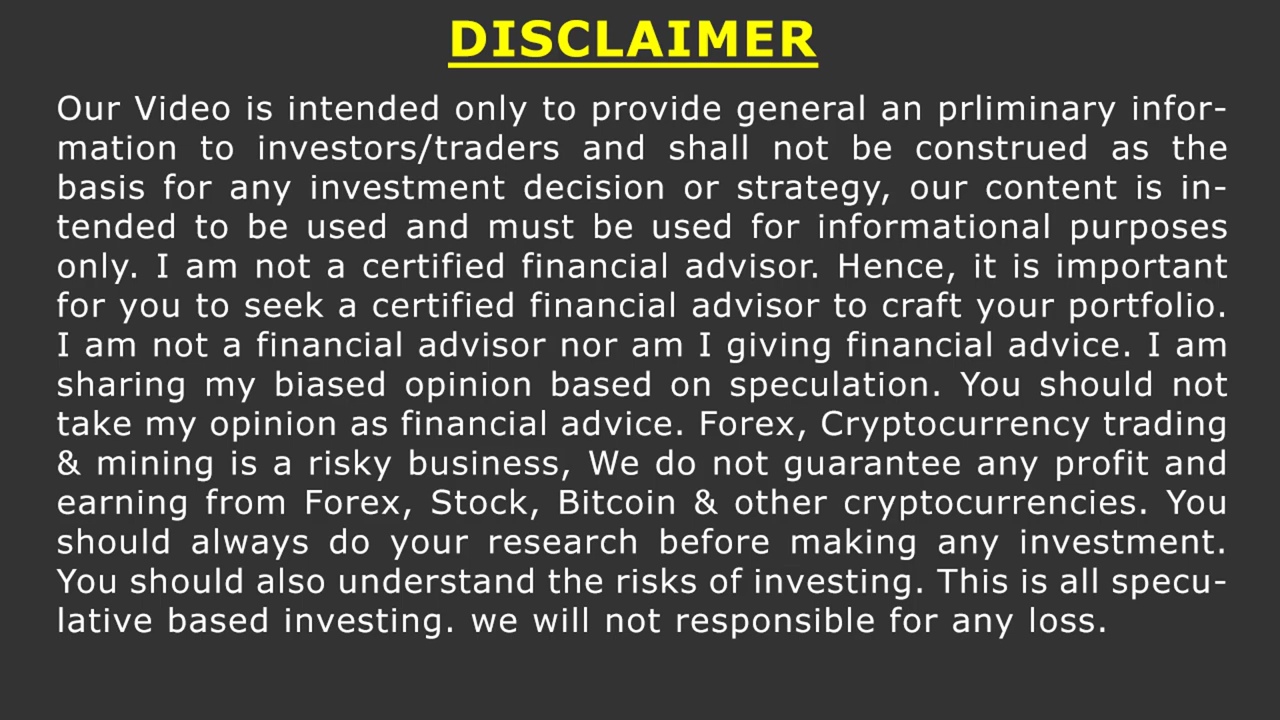 DISCLAIMER
Our Video is intended only to provide general an prliminary infor-
mation to investors/traders and shall not be construed as the
basis for any investment decision or strategy, our content is in-
tended to be used and must be used for informational purposes
only. I am not a certified financial advisor. Hence, it is important
for you to seek a certified financial advisor to craft your portfolio.
I am not a financial advisor nor am I giving financial advice. I am
sharing my biased opinion based on speculation. You should not
take my opinion as financial advice. Forex, Cryptocurrency trading
& mining is a risky business, We do not guarantee any profit and
earning from Forex, Stock, Bitcoin & other cryptocurrencies. You
should always do your research before making any investment.
You should also understand the risks of investing. This is all specu-
lative based investing. we will not responsible for any loss.